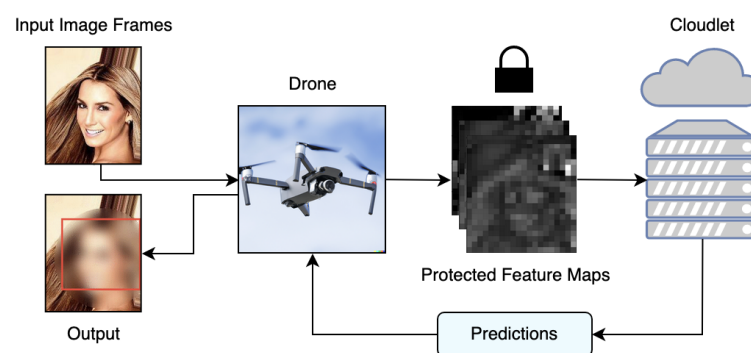 Input Image Frames
Cloudlet
Drone
Protected Feature Maps
Output
Predictions